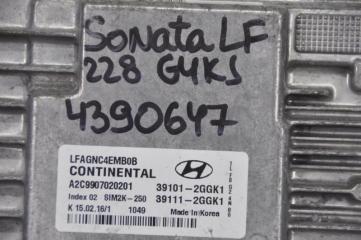 Sonata LF
228 G4KJ
4390647
LFAGNC4EMB0B
CONTINENTAL
HYUNDAI
A2C9907020201 39101-2GGK1
Index 02 SIM2K-250 39111-2GGK1
K 15.02.16/1 1049 Made In Korea